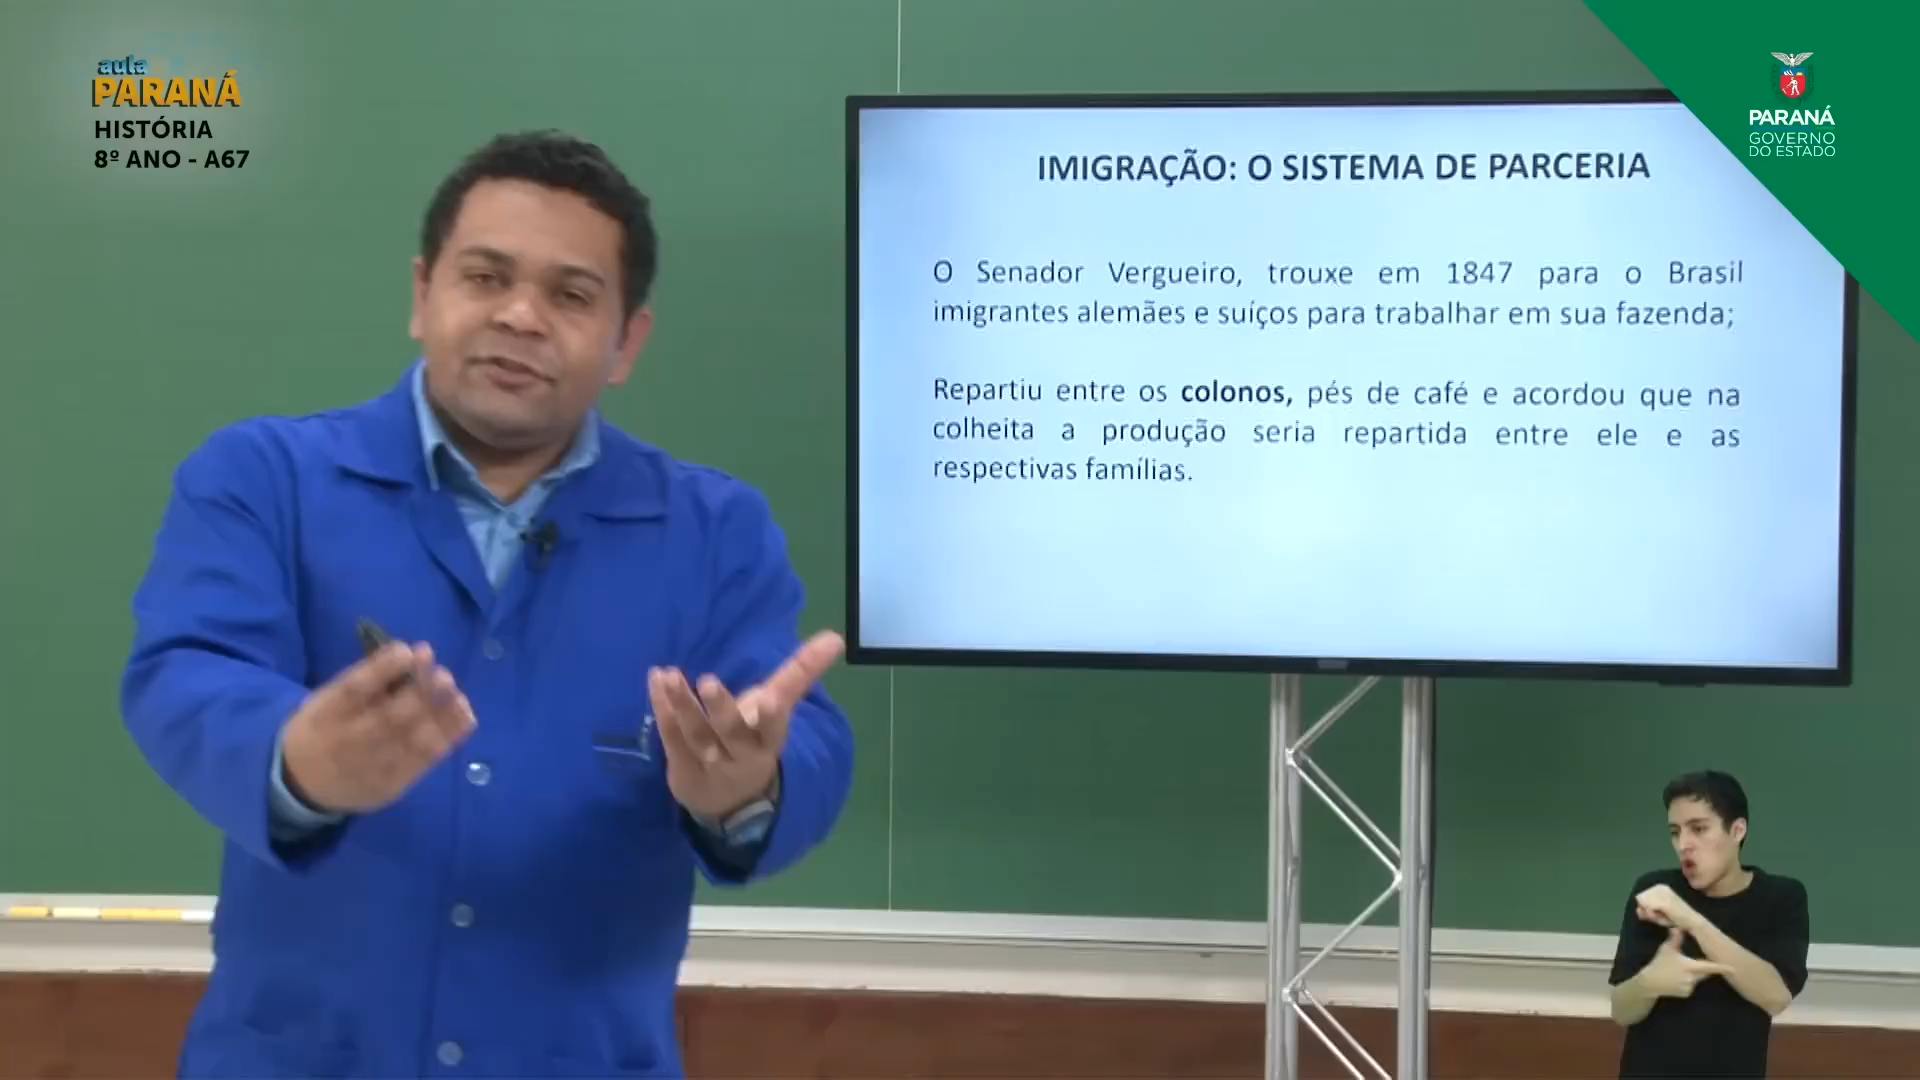 aula
PARANÁ
HISTÓRIA
8º ANO - A67
PARANÁ
GOVERNO
DO ESTADO
IMIGRAÇÃO: O SISTEMA DE PARCERIA
O Senador Vergueiro, trouxe em 1847 para o Brasil
imigrantes alemães e suíços para trabalhar em sua fazenda;
Repartiu entre os colonos, pés de café e acordou que na
colheita a produção seria repartida entre ele e as
respectivas famílias.